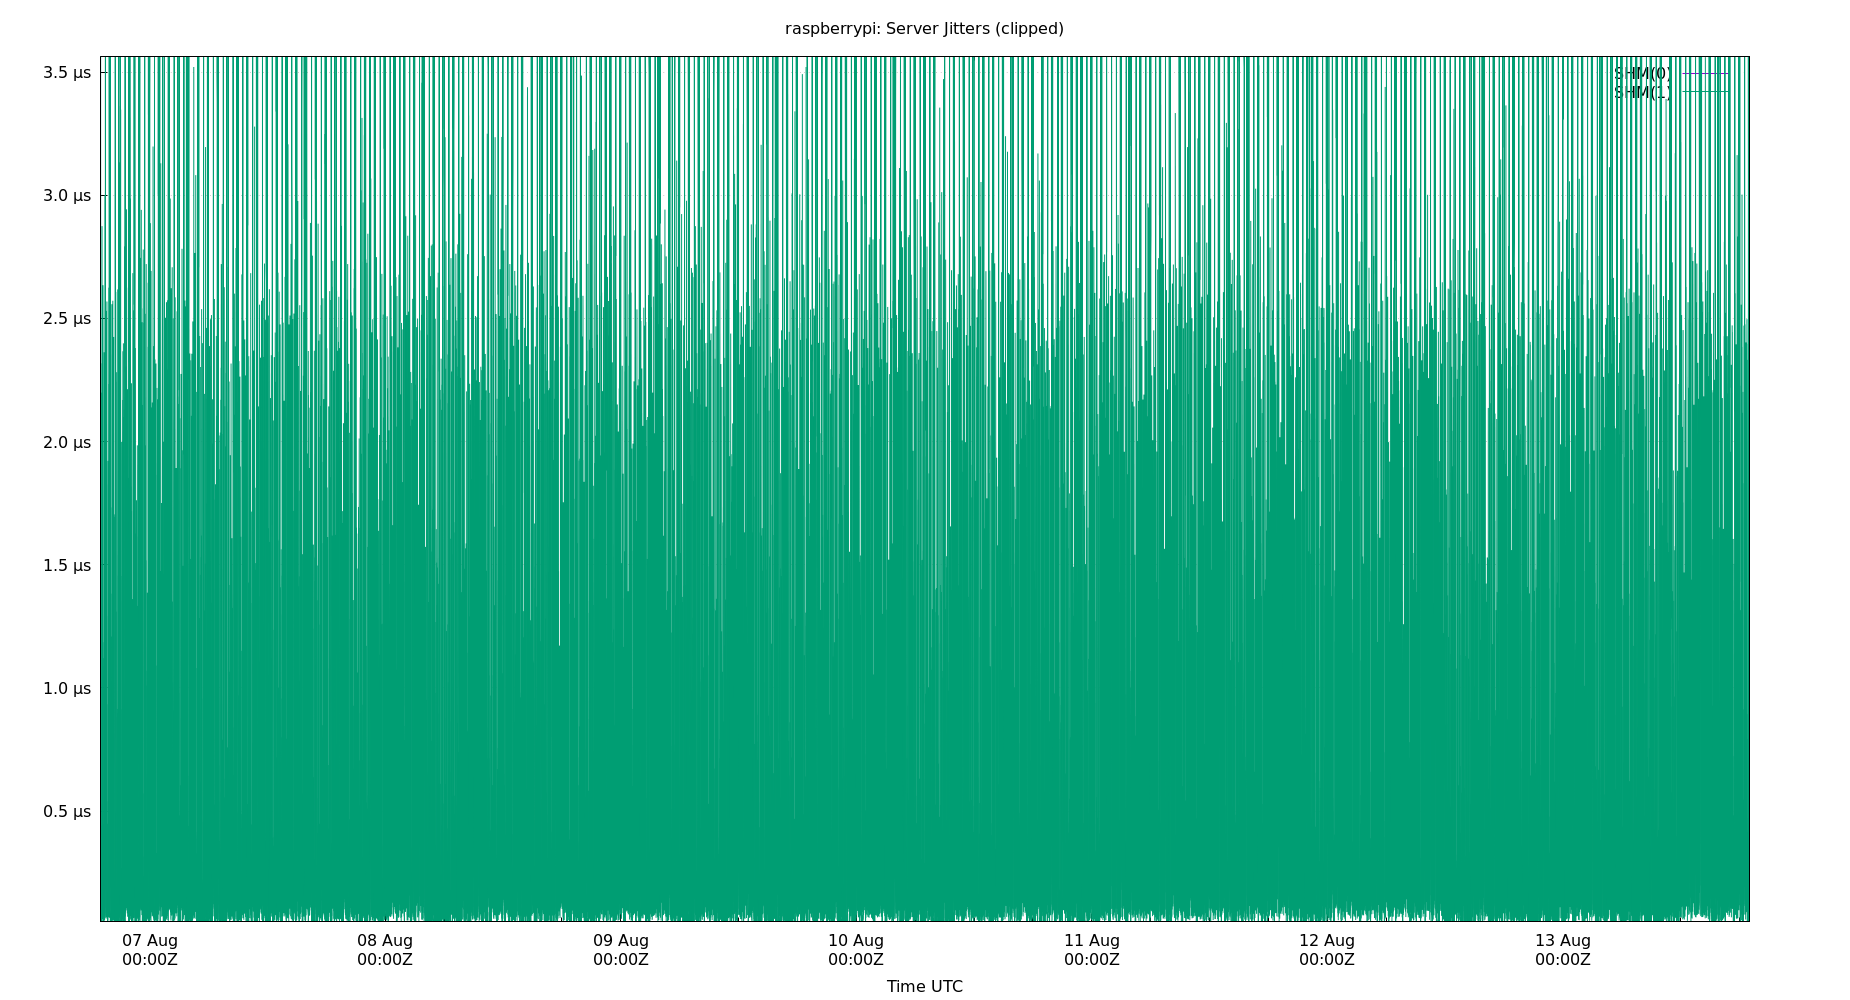 raspberrypi: Server Jitters (clipped)
3.5 μs
SHM(0)
SHM(1)
3.0 μs
2.5 μs
2.0 μs
1.5 μs
1.0 μs
0.5 μs
07 Aug 08 Aug 09 Aug 10 Aug 11 Aug 12 Aug 13 Aug
00:00Z 00:00Z 00:00Z 00:00Z 00:00Z 00:00Z 00:00Z
Time UTC